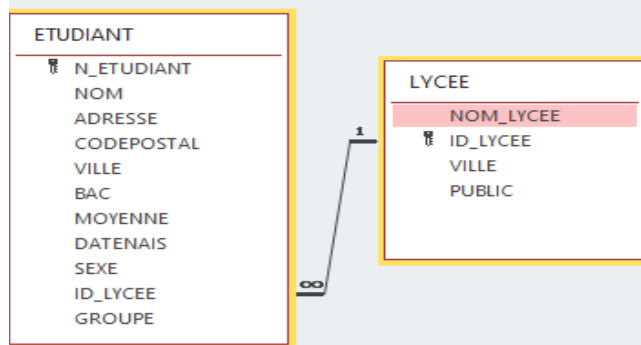 ETUDIANT
N_ETUDIANT
NOM
ADRESSE
CODEPOSTAL
VILLE
BAC
MOYENNE
DATENAIS
SEXE
ID_LYCEE
GROUPE
1
∞
LYCEE
NOM_LYCEE
ID_LYCEE
VILLE
PUBLIC